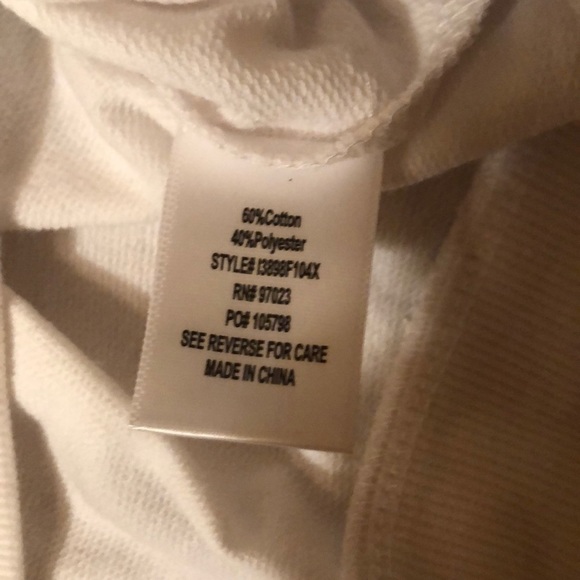 60%Cotton
40%Polyester
STYLE# I3898F104X
RN# 97023
PO# 105798
SEE REVERSE FOR CARE
MADE IN CHINA